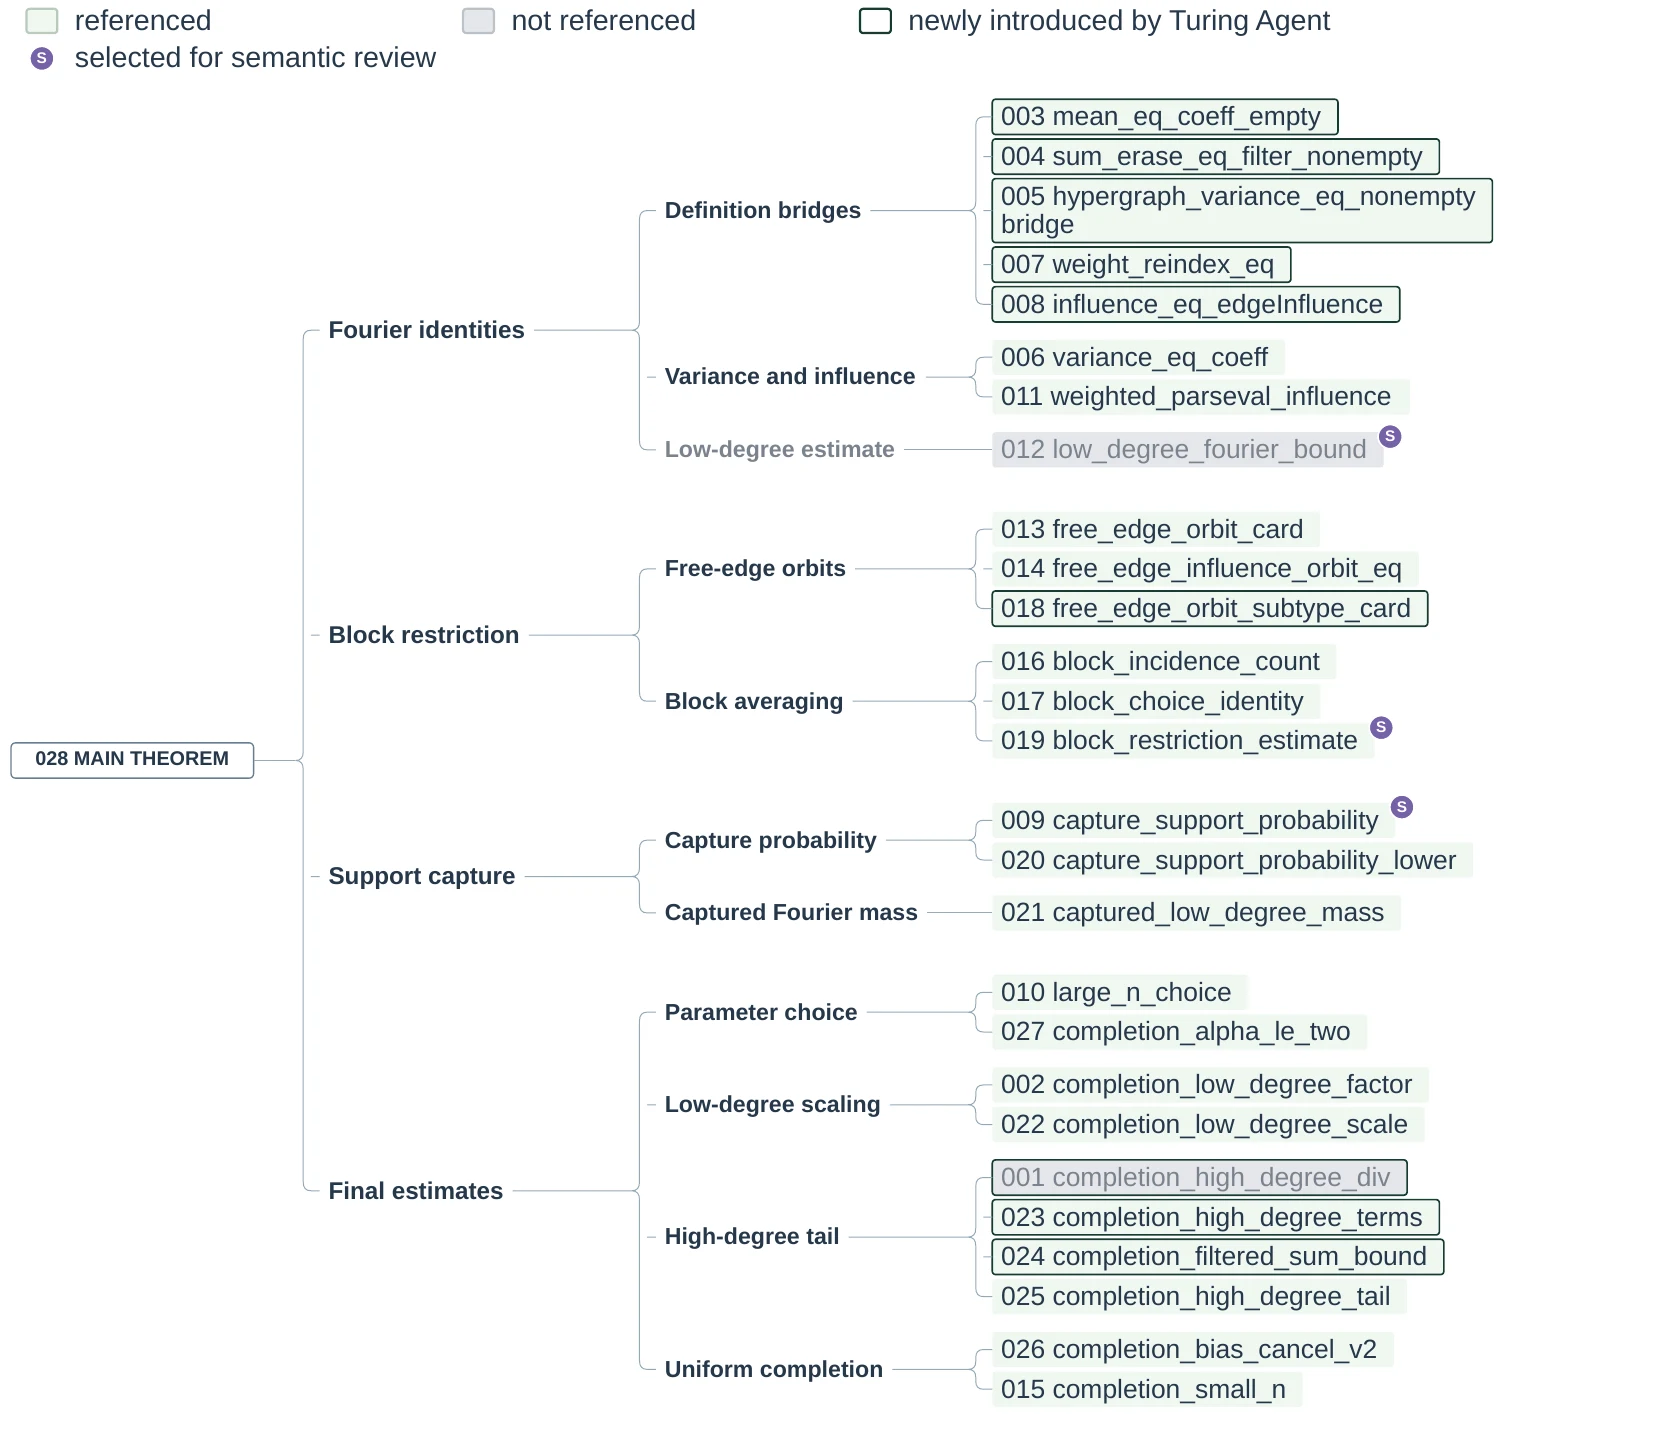 referenced
not referenced
newly introduced by Turing Agent
S
selected for semantic review
028 MAIN THEOREM
Fourier identities
Definition bridges
003 mean_eq_coeff_empty
004 sum_erase_eq_filter_nonempty
005 hypergraph_variance_eq_nonempty
bridge
007 weight_reindex_eq
008 influence_eq_edgeInfluence
Variance and influence
006 variance_eq_coeff
011 weighted_parseval_influence
Low-degree estimate
012 low_degree_fourier_bound
S
Block restriction
Free-edge orbits
013 free_edge_orbit_card
014 free_edge_influence_orbit_eq
018 free_edge_orbit_subtype_card
Block averaging
016 block_incidence_count
017 block_choice_identity
019 block_restriction_estimate
S
Support capture
Capture probability
009 capture_support_probability
S
020 capture_support_probability_lower
Captured Fourier mass
021 captured_low_degree_mass
Final estimates
Parameter choice
010 large_n_choice
027 completion_alpha_le_two
Low-degree scaling
002 completion_low_degree_factor
022 completion_low_degree_scale
High-degree tail
001 completion_high_degree_div
023 completion_high_degree_terms
024 completion_filtered_sum_bound
025 completion_high_degree_tail
Uniform completion
026 completion_bias_cancel_v2
015 completion_small_n